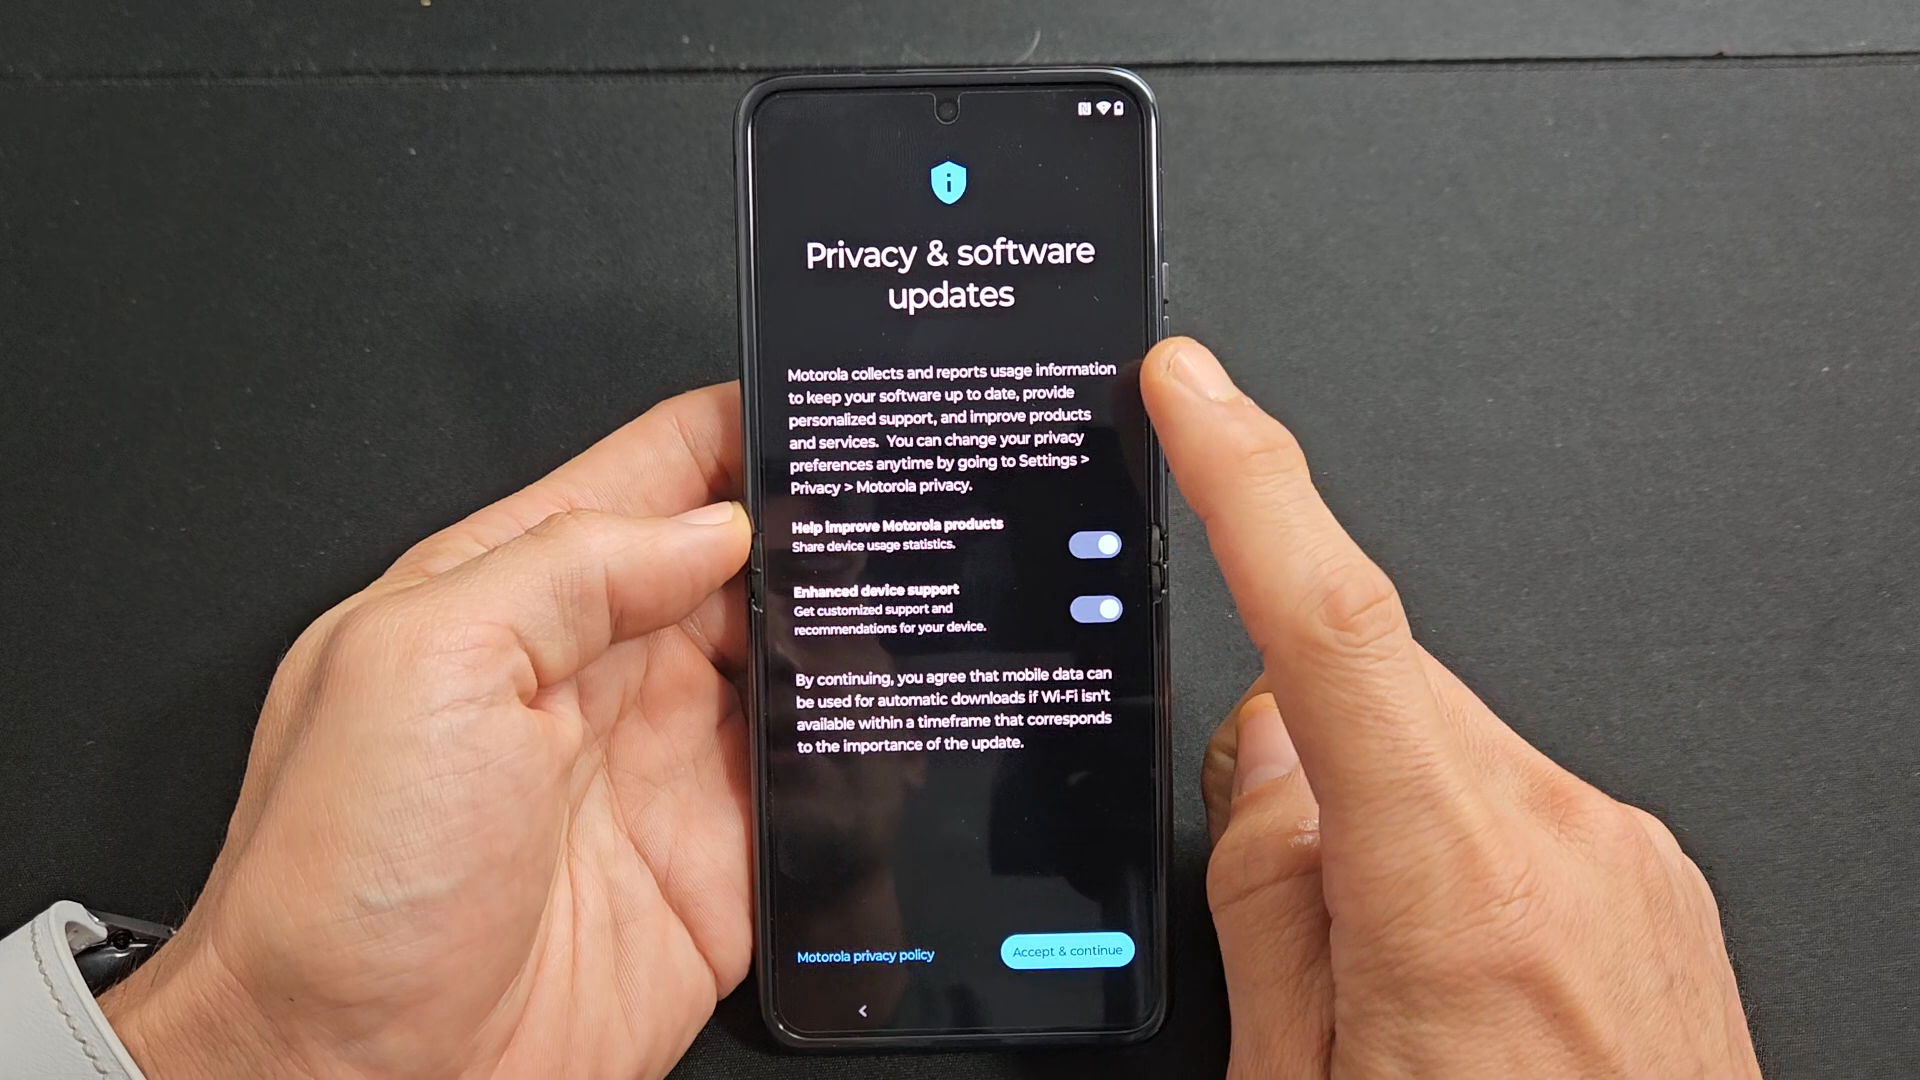 Privacy & software
updates
Motorola collects and reports usage information
to keep your software up to date, provide
personalized support, and improve products
and services. You can change your privacy
preferences anytime by going to Settings >
Privacy > Motorola privacy.
Help improve Motorola products
Share device usage statistics.
Enhanced device support
Get customized support and
recommendations for your device.
By continuing, you agree that mobile data can
be used for automatic downloads if Wi-Fi isn't
available within a timeframe that corresponds
to the importance of the update.
Motorola privacy policy
Accept & continue